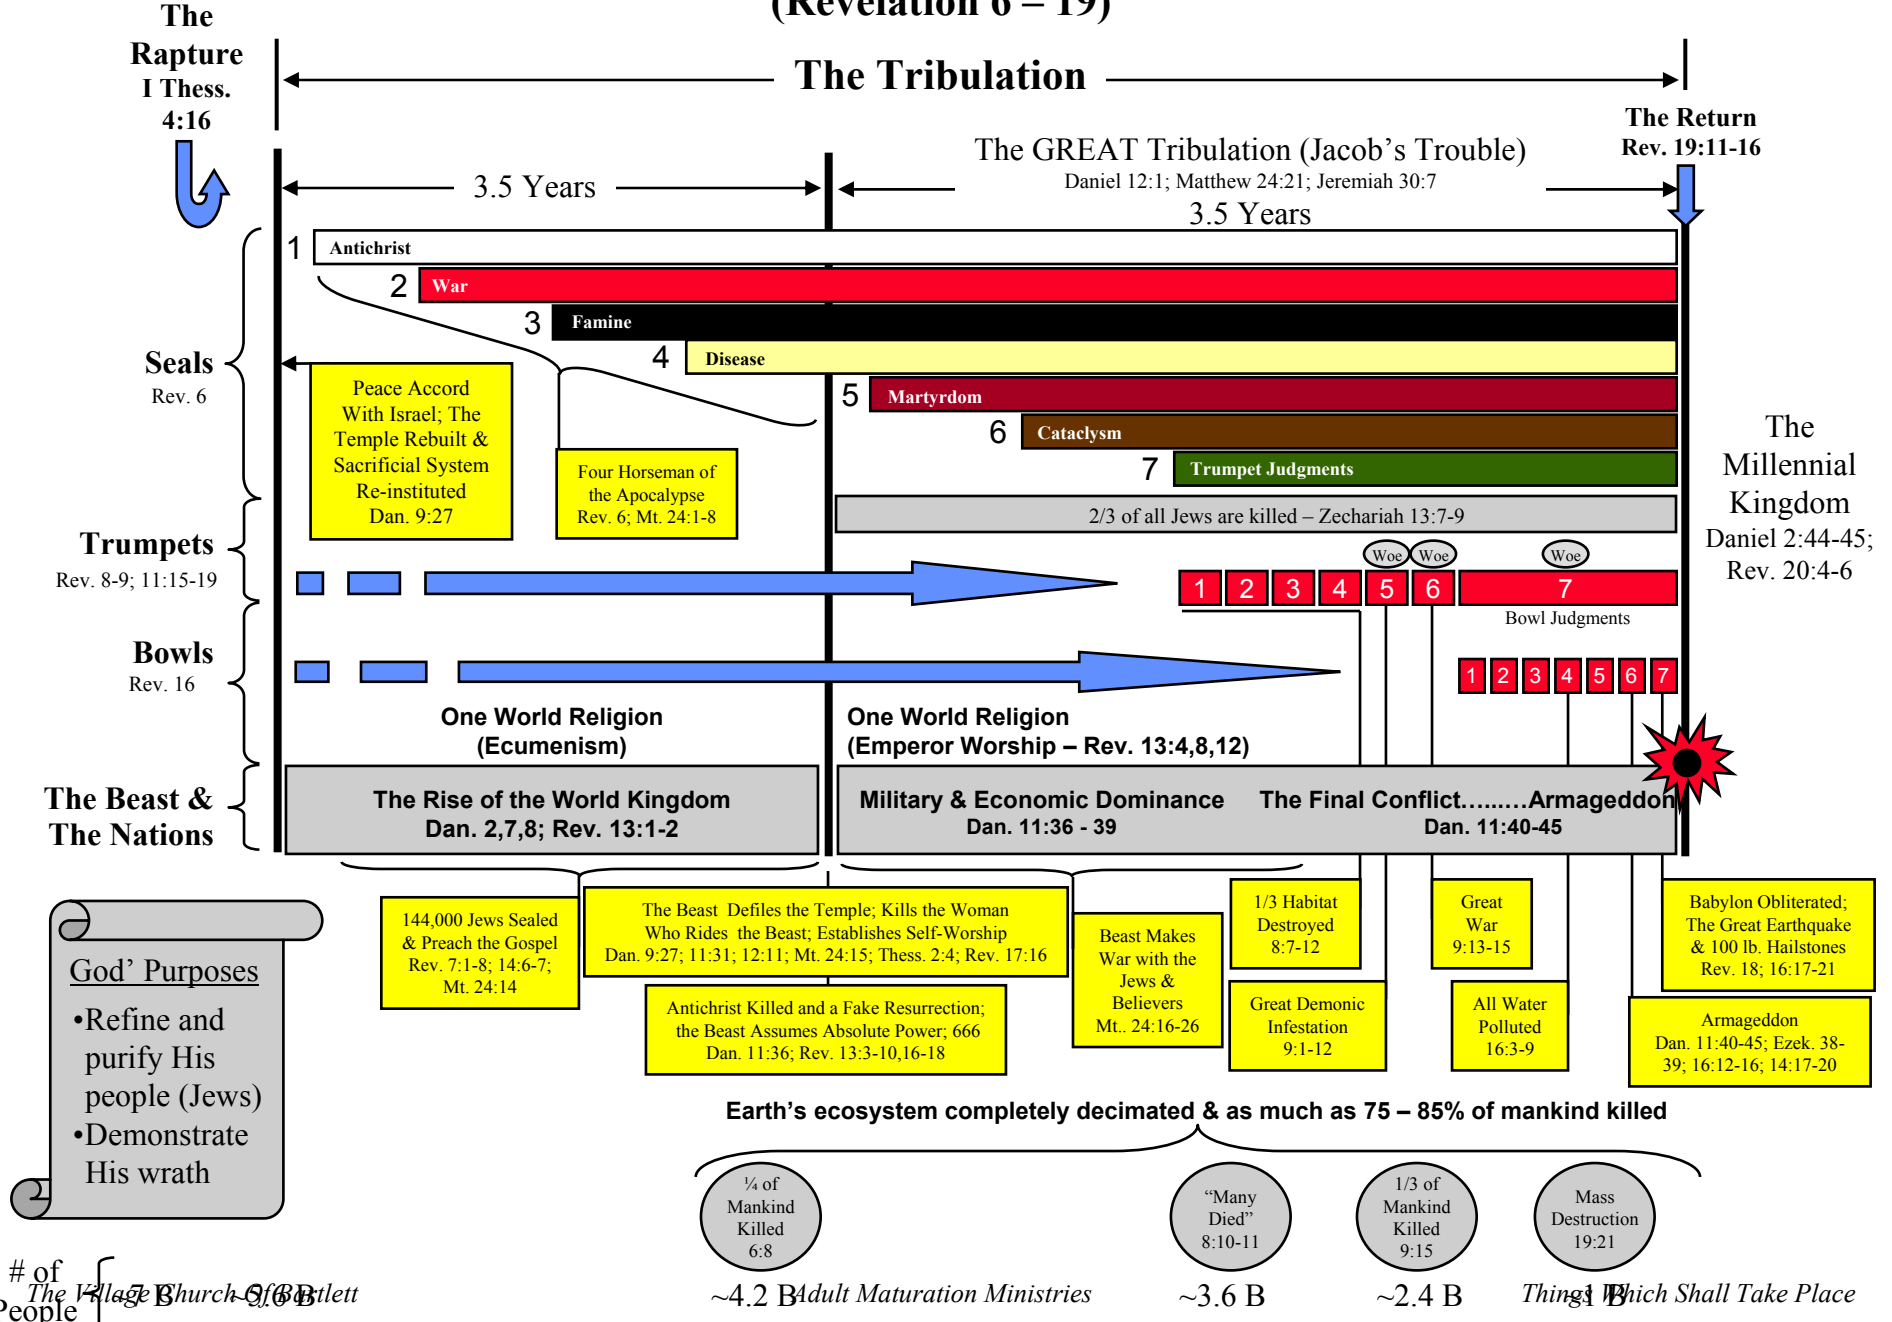 (Revelation 6 – 19)
The
Rapture
I Thess.
4:16
The Tribulation
The Return
Rev. 19:11-16
3.5 Years
The GREAT Tribulation (Jacob's Trouble)
Daniel 12:1; Matthew 24:21; Jeremiah 30:7
3.5 Years
1 Antichrist
2 War
3 Famine
4 Disease
5 Martyrdom
6 Cataclysm
7 Trumpet Judgments
Seals
Rev. 6
Peace Accord
With Israel; The
Temple Rebuilt &
Sacrificial System
Re-instituted
Dan. 9:27
Four Horseman of
the Apocalypse
Rev. 6; Mt. 24:1-8
2/3 of all Jews are killed – Zechariah 13:7-9
The
Millennial
Kingdom
Daniel 2:44-45;
Rev. 20:4-6
Trumpets
Rev. 8-9; 11:15-19
Woe Woe Woe
1 2 3 4 5 6 7
Bowl Judgments
Bowls
Rev. 16
1 2 3 4 5 6 7
One World Religion
(Ecumenism)
One World Religion
(Emperor Worship – Rev. 13:4,8,12)
The Beast &
The Nations
The Rise of the World Kingdom
Dan. 2,7,8; Rev. 13:1-2
Military & Economic Dominance
Dan. 11:36 - 39
The Final Conflict…..….Armageddon
Dan. 11:40-45
144,000 Jews Sealed
& Preach the Gospel
Rev. 7:1-8; 14:6-7;
Mt. 24:14
The Beast Defiles the Temple; Kills the Woman
Who Rides the Beast; Establishes Self-Worship
Dan. 9:27; 11:31; 12:11; Mt. 24:15; Thess. 2:4; Rev. 17:16
Antichrist Killed and a Fake Resurrection;
the Beast Assumes Absolute Power; 666
Dan. 11:36; Rev. 13:3-10,16-18
Beast Makes
War with the
Jews &
Believers
Mt.. 24:16-26
1/3 Habitat
Destroyed
8:7-12
Great Demonic
Infestation
9:1-12
Great
War
9:13-15
All Water
Polluted
16:3-9
Babylon Obliterated;
The Great Earthquake
& 100 lb. Hailstones
Rev. 18; 16:17-21
Armageddon
Dan. 11:40-45; Ezek. 38-
39; 16:12-16; 14:17-20
God' Purposes
•Refine and
purify His
people (Jews)
•Demonstrate
His wrath
Earth's ecosystem completely decimated & as much as 75 – 85% of mankind killed
¼ of
Mankind
Killed
6:8
"Many
Died"
8:10-11
1/3 of
Mankind
Killed
9:15
Mass
Destruction
19:21
# of
People
~7 B ~5.6 B ~4.2 B ~3.6 B ~2.4 B ~1 B
The Village Church Of Bartlett
Adult Maturation Ministries
Things Which Shall Take Place